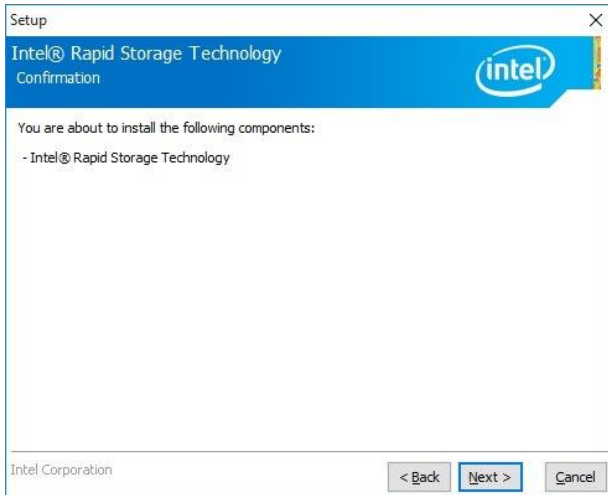 Setup
Intel® Rapid Storage Technology
Confirmation
intel
You are about to install the following components:
- Intel® Rapid Storage Technology
Intel Corporation
< Back Next > Cancel